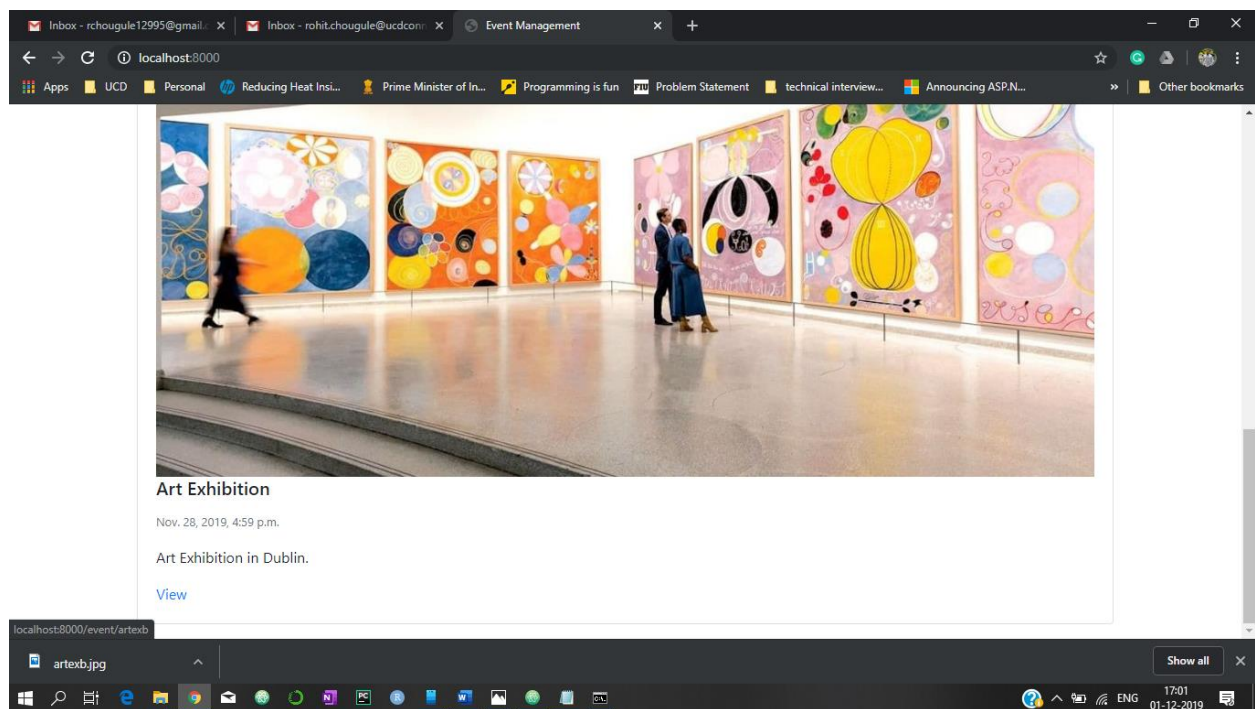 Inbox - rchougule12995@gmail.c
Inbox - rohit.chougule@ucdconn
Event Management
localhost:8000
Apps
UCD
Personal
Reducing Heat Insi...
Prime Minister of In...
Programming is fun
FIU Problem Statement
technical interview...
Announcing ASP.N...
»
Other bookmarks
Art Exhibition
Nov. 28, 2019, 4:59 p.m.
Art Exhibition in Dublin.
View
localhost:8000/event/artexb
artexb.jpg
Show all
ENG
17:01
01-12-2019